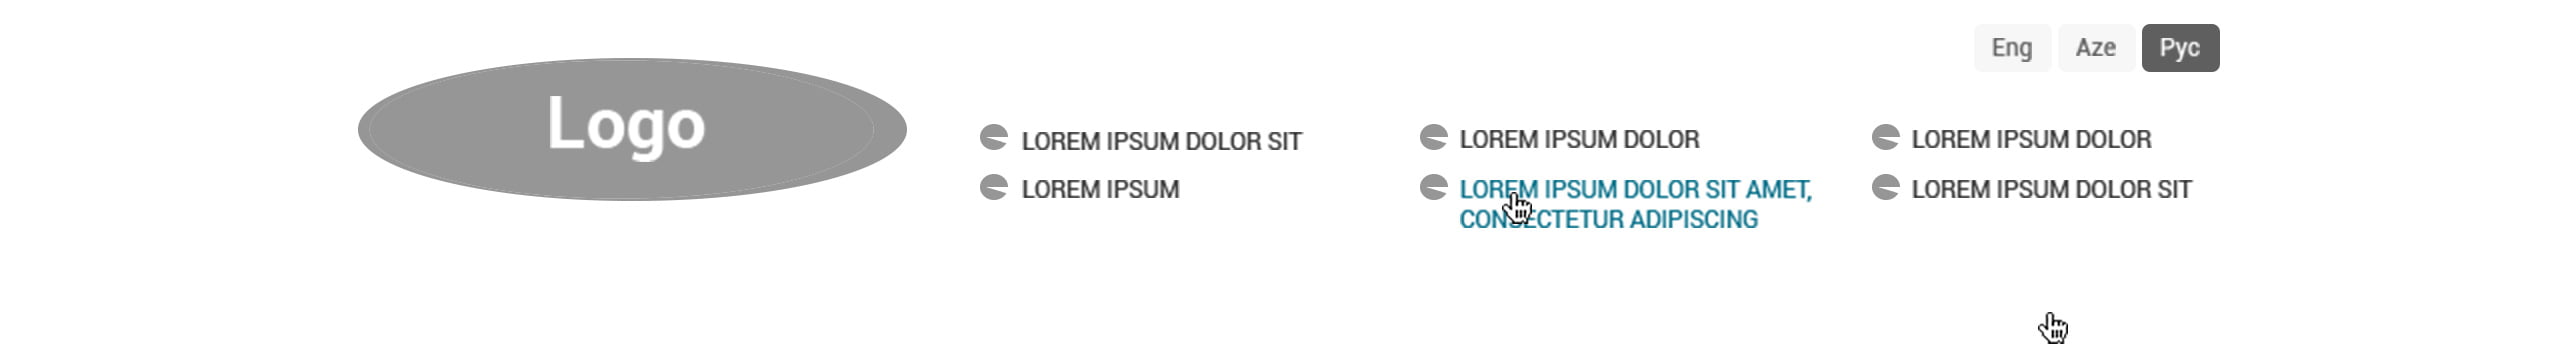 Eng Aze Рус
Logo
LOREM IPSUM DOLOR SIT
LOREM IPSUM
LOREM IPSUM DOLOR
LOREM IPSUM DOLOR SIT AMET,
CONSECTETUR ADIPISCING
LOREM IPSUM DOLOR
LOREM IPSUM DOLOR SIT